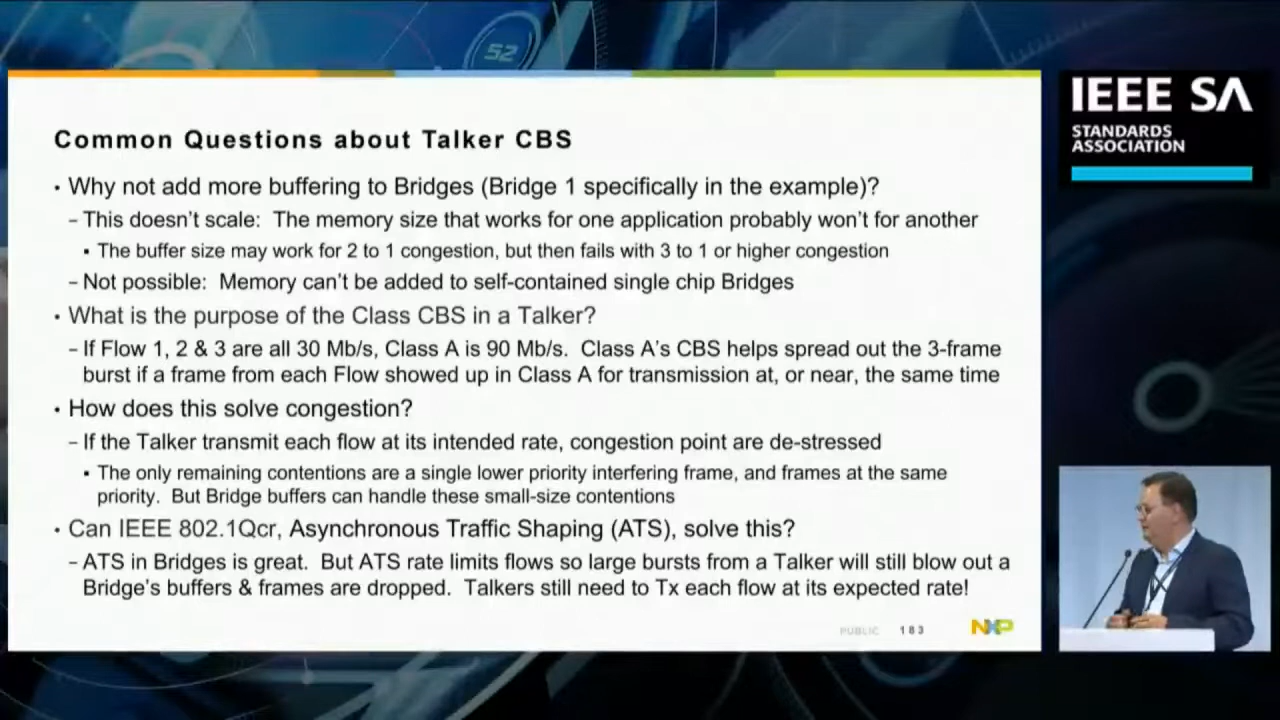 52
IEEE SA
STANDARDS
ASSOCIATION
Common Questions about Talker CBS
• Why not add more buffering to Bridges (Bridge 1 specifically in the example)?
– This doesn't scale: The memory size that works for one application probably won't for another
▪ The buffer size may work for 2 to 1 congestion, but then fails with 3 to 1 or higher congestion
– Not possible: Memory can't be added to self-contained single chip Bridges
• What is the purpose of the Class CBS in a Talker?
– If Flow 1, 2 & 3 are all 30 Mb/s, Class A is 90 Mb/s. Class A's CBS helps spread out the 3-frame
burst if a frame from each Flow showed up in Class A for transmission at, or near, the same time
• How does this solve congestion?
– If the Talker transmit each flow at its intended rate, congestion point are de-stressed
▪ The only remaining contentions are a single lower priority interfering frame, and frames at the same
priority. But Bridge buffers can handle these small-size contentions
• Can IEEE 802.1Qcr, Asynchronous Traffic Shaping (ATS), solve this?
– ATS in Bridges is great. But ATS rate limits flows so large bursts from a Talker will still blow out a
Bridge's buffers & frames are dropped. Talkers still need to Tx each flow at its expected rate!
PUBLIC 183 NXP